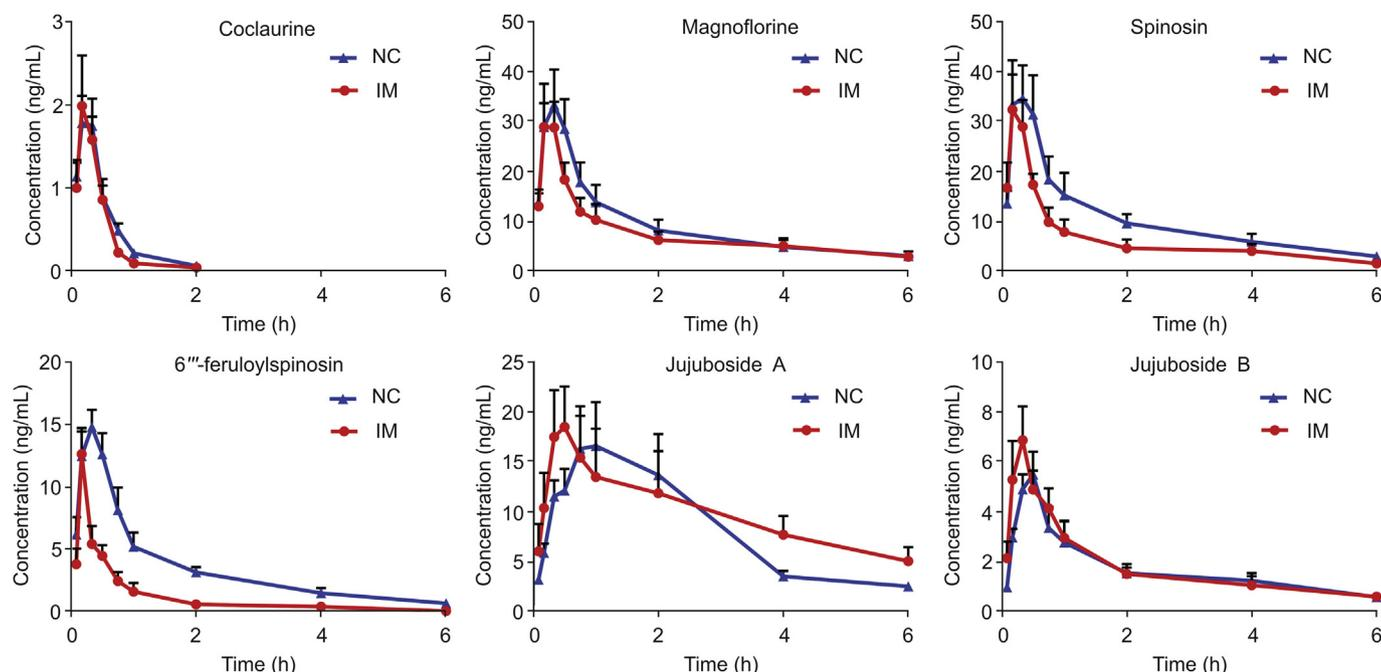 Coclaurine
NC
IM
Concentration (ng/mL)
3
2
1
0
0 2 4 6
Time (h)
Magnoflorine
NC
IM
Concentration (ng/mL)
50
40
30
20
10
0
0 2 4 6
Time (h)
Spinosin
NC
IM
Concentration (ng/mL)
50
40
30
20
10
0
0 2 4 6
Time (h)
6‴-feruloylspinosin
NC
IM
Concentration (ng/mL)
20
15
10
5
0
0 2 4 6
Time (h)
Jujuboside A
NC
IM
Concentration (ng/mL)
25
20
15
10
5
0
0 2 4 6
Time (h)
Jujuboside B
NC
IM
Concentration (ng/mL)
10
8
6
4
2
0
0 2 4 6
Time (h)